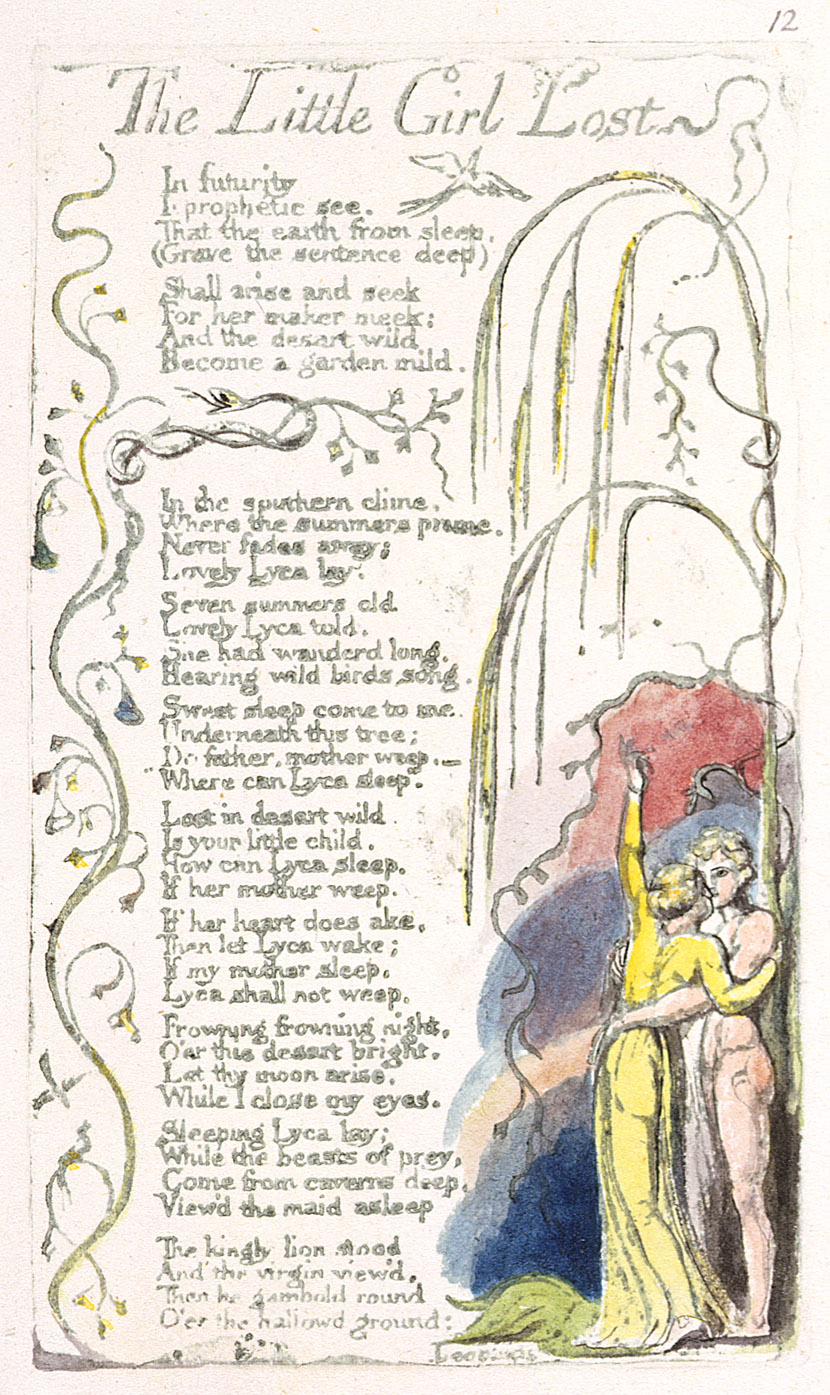 12
The Little Girl Lost
In futurity
I prophetic see.
That the earth from sleep,
(Grave the sentence deep)
Shall arise and seek
For her maker meek:
And the desart wild
Become a garden mild.
In the southern clime,
Where the summers prime,
Never fades away;
Lovely Lyca lay.
Seven summers old
Lovely Lyca told,
She had wanderd long,
Hearing wild birds song.
Sweet sleep come to me
Underneath this tree;
Do father, mother weep.—
Where can Lyca sleep.
Lost in desart wild
Is your little child.
How can Lyca sleep,
If her mother weep.
If her heart does ake,
Then let Lyca wake;
If my mother sleep,
Lyca shall not weep.
Frowning frowning night,
O'er this desart bright,
Let thy moon arise,
While I close my eyes.
Sleeping Lyca lay;
While the beasts of prey,
Come from caverns deep,
View'd the maid asleep
The kingly lion stood
And the virgin view'd,
Then he gambold round
O'er the hallowd ground:
Leopards